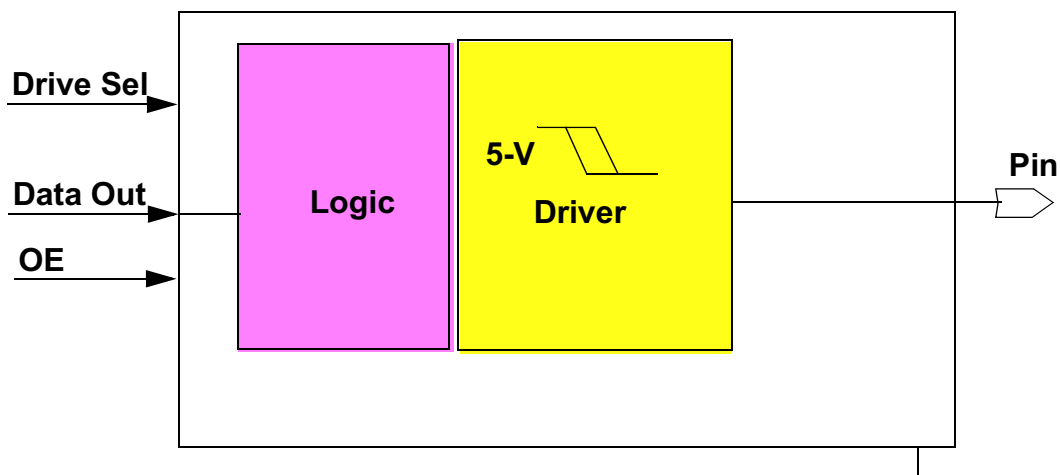 Drive Sel
Data Out
OE
Logic
5-V
Driver
Pin